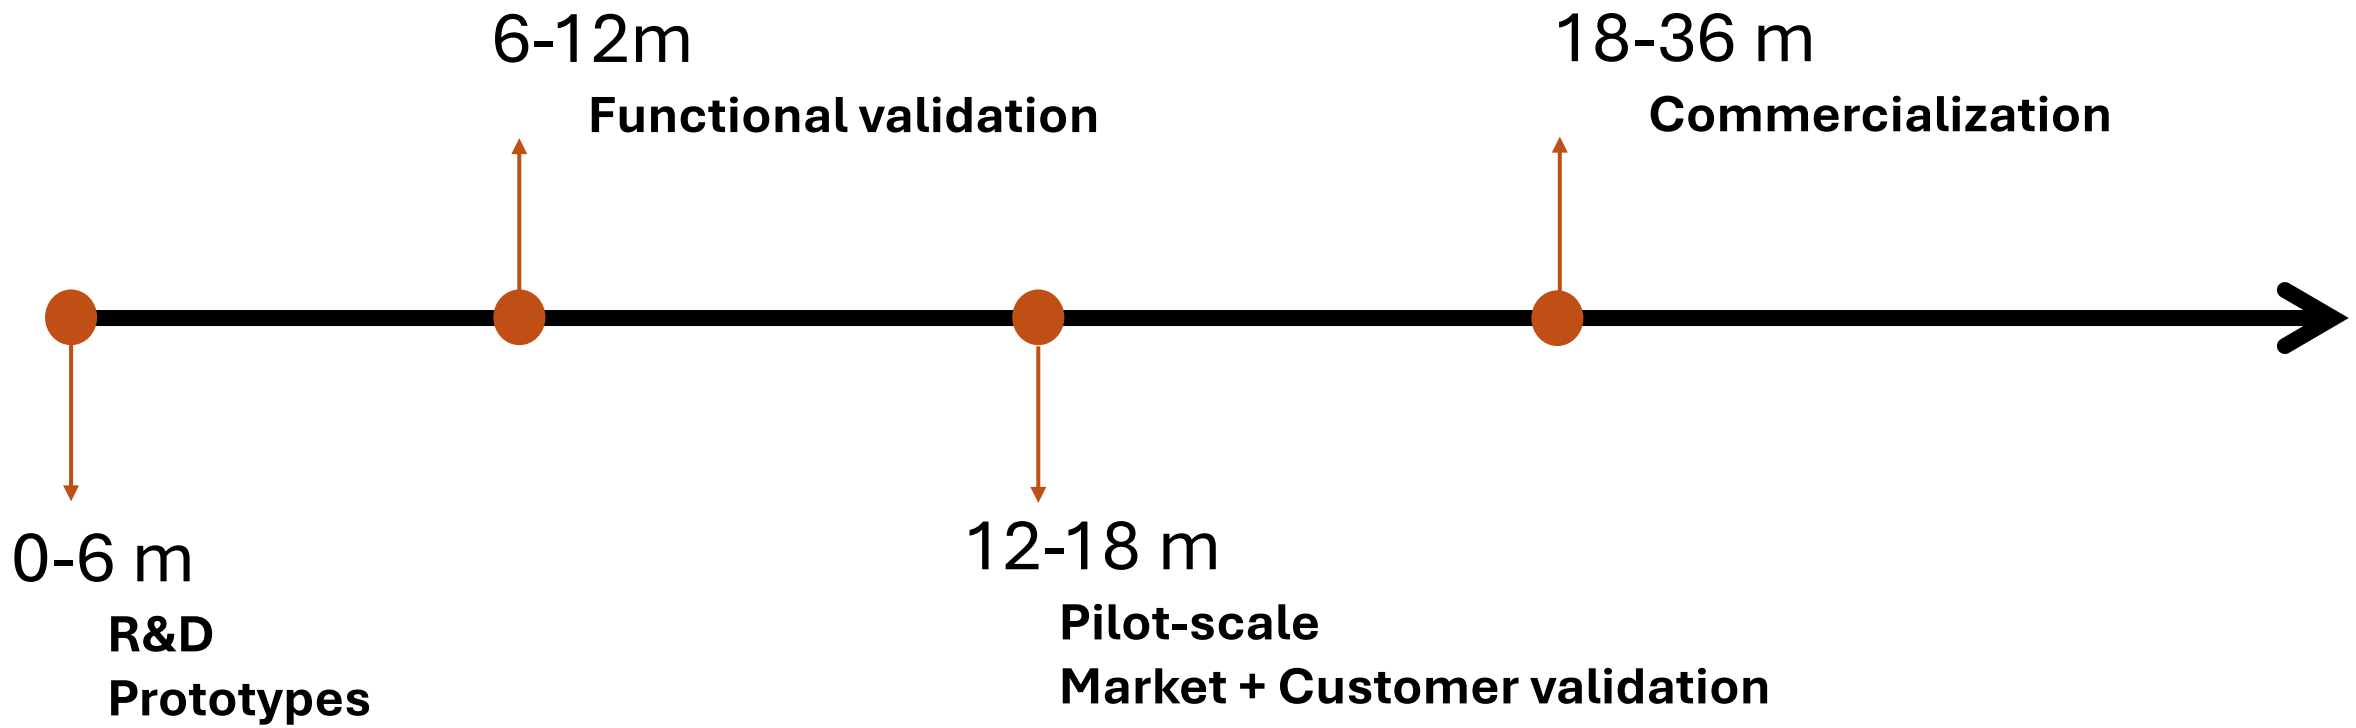 6-12m
Functional validation
18-36 m
Commercialization
0-6 m
R&D
Prototypes
12-18 m
Pilot-scale
Market + Customer validation